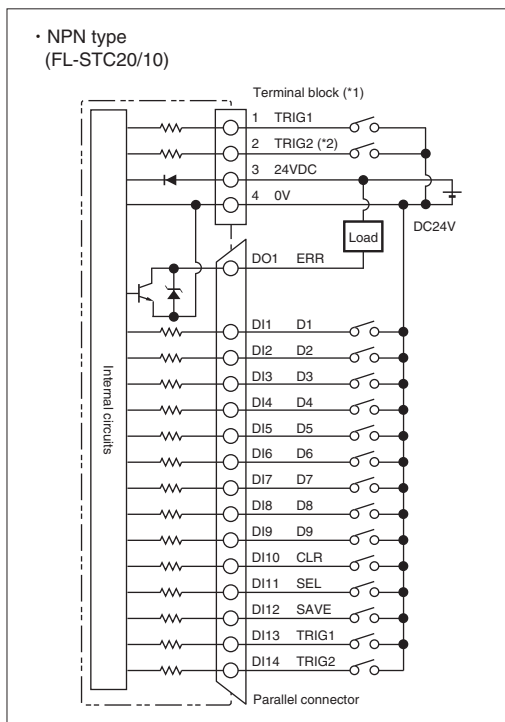 ・NPN type
(FL-STC20/10)
Terminal block (*1)
1 TRIG1
2 TRIG2 (*2)
3 24VDC
4 0V
DC24V
Load
DO1 ERR
Internal circuits
DI1 D1
DI2 D2
DI3 D3
DI4 D4
DI5 D5
DI6 D6
DI7 D7
DI8 D8
DI9 D9
DI10 CLR
DI11 SEL
DI12 SAVE
DI13 TRIG1
DI14 TRIG2
Parallel connector